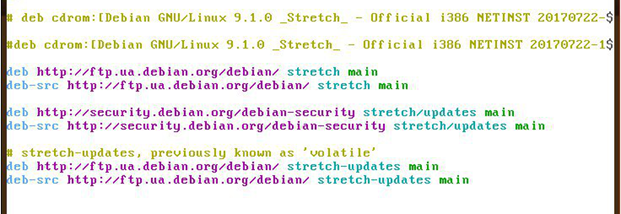 # deb cdrom:[Debian GNU/Linux 9.1.0 _Stretch_ - Official i386 NETINST 20170722-$
#deb cdrom:[Debian GNU/Linux 9.1.0 _Stretch_ - Official i386 NETINST 20170722-1$
deb http://ftp.ua.debian.org/debian/ stretch main
deb-src http://ftp.ua.debian.org/debian/ stretch main
deb http://security.debian.org/debian-security stretch/updates main
deb-src http://security.debian.org/debian-security stretch/updates main
# stretch-updates, previously known as 'volatile'
deb http://ftp.ua.debian.org/debian/ stretch-updates main
deb-src http://ftp.ua.debian.org/debian/ stretch-updates main